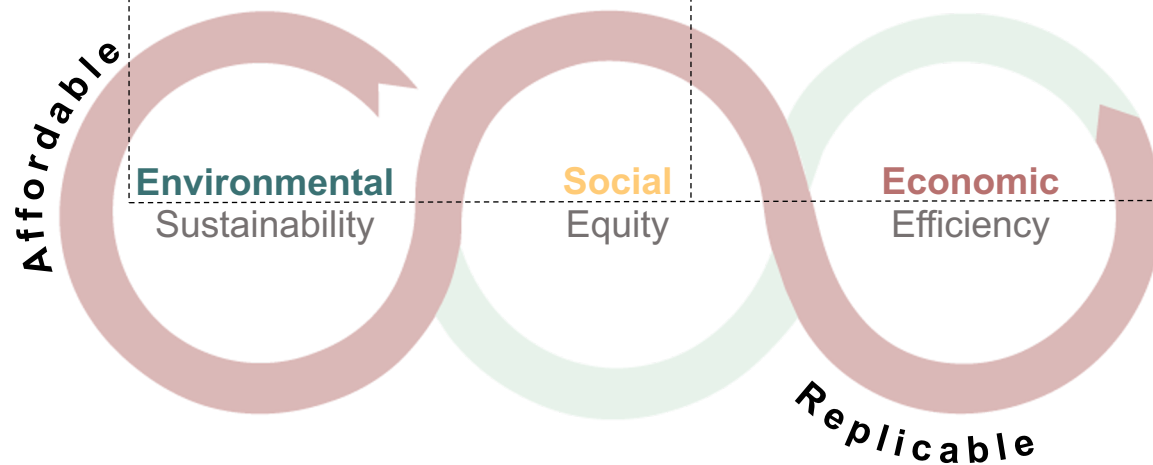 Affordable
Environmental
Sustainability
Social
Equity
Economic
Efficiency
Replicable